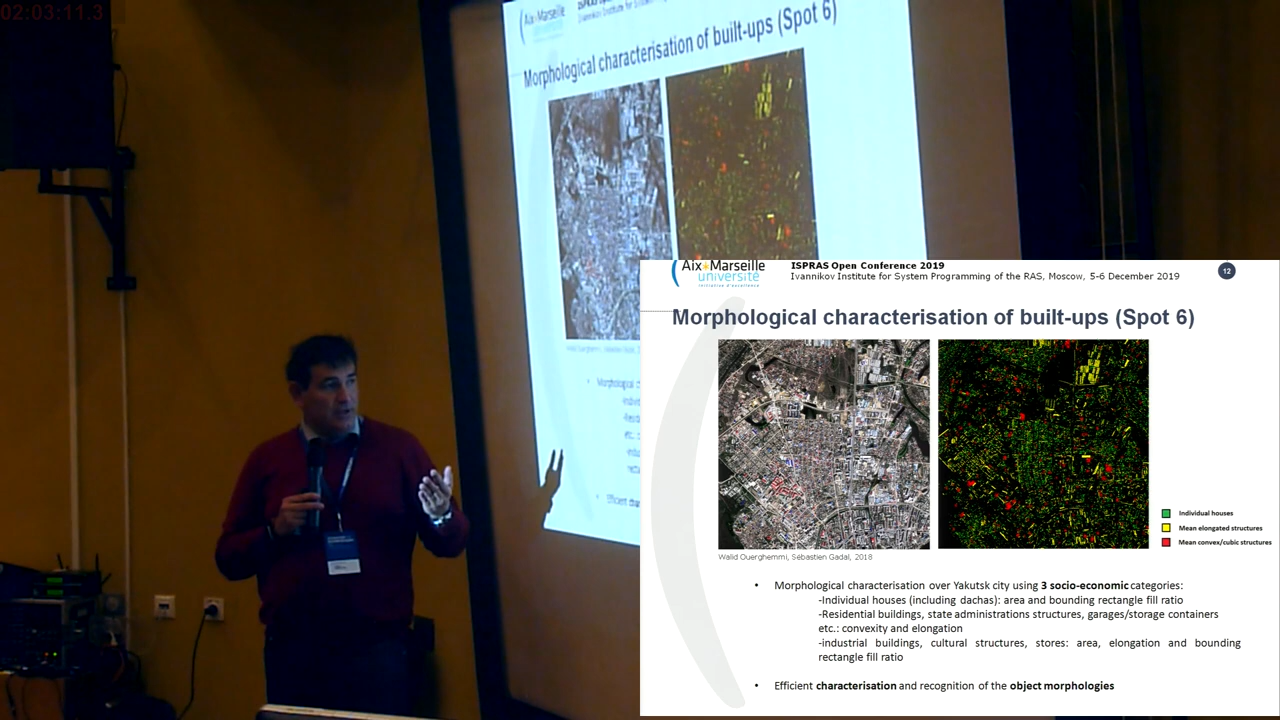 02:03:11.3
Aix*Marseille
université
Morphological characterisation of built-ups (Spot 6)
Aix*Marseille
université
Initiative d'excellence
ISPRAS Open Conference 2019
Ivannikov Institute for System Programming of the RAS, Moscow, 5-6 December 2019
12
Morphological characterisation of built-ups (Spot 6)
Individual houses
Mean elongated structures
Mean convex/cubic structures
Walid Ouerghemmi, Sébastien Gadal, 2018
• Morphological characterisation over Yakutsk city using 3 socio-economic categories:
-Individual houses (including dachas): area and bounding rectangle fill ratio
-Residential buildings, state administrations structures, garages/storage containers
etc.: convexity and elongation
-industrial buildings, cultural structures, stores: area, elongation and bounding
rectangle fill ratio
• Efficient characterisation and recognition of the object morphologies